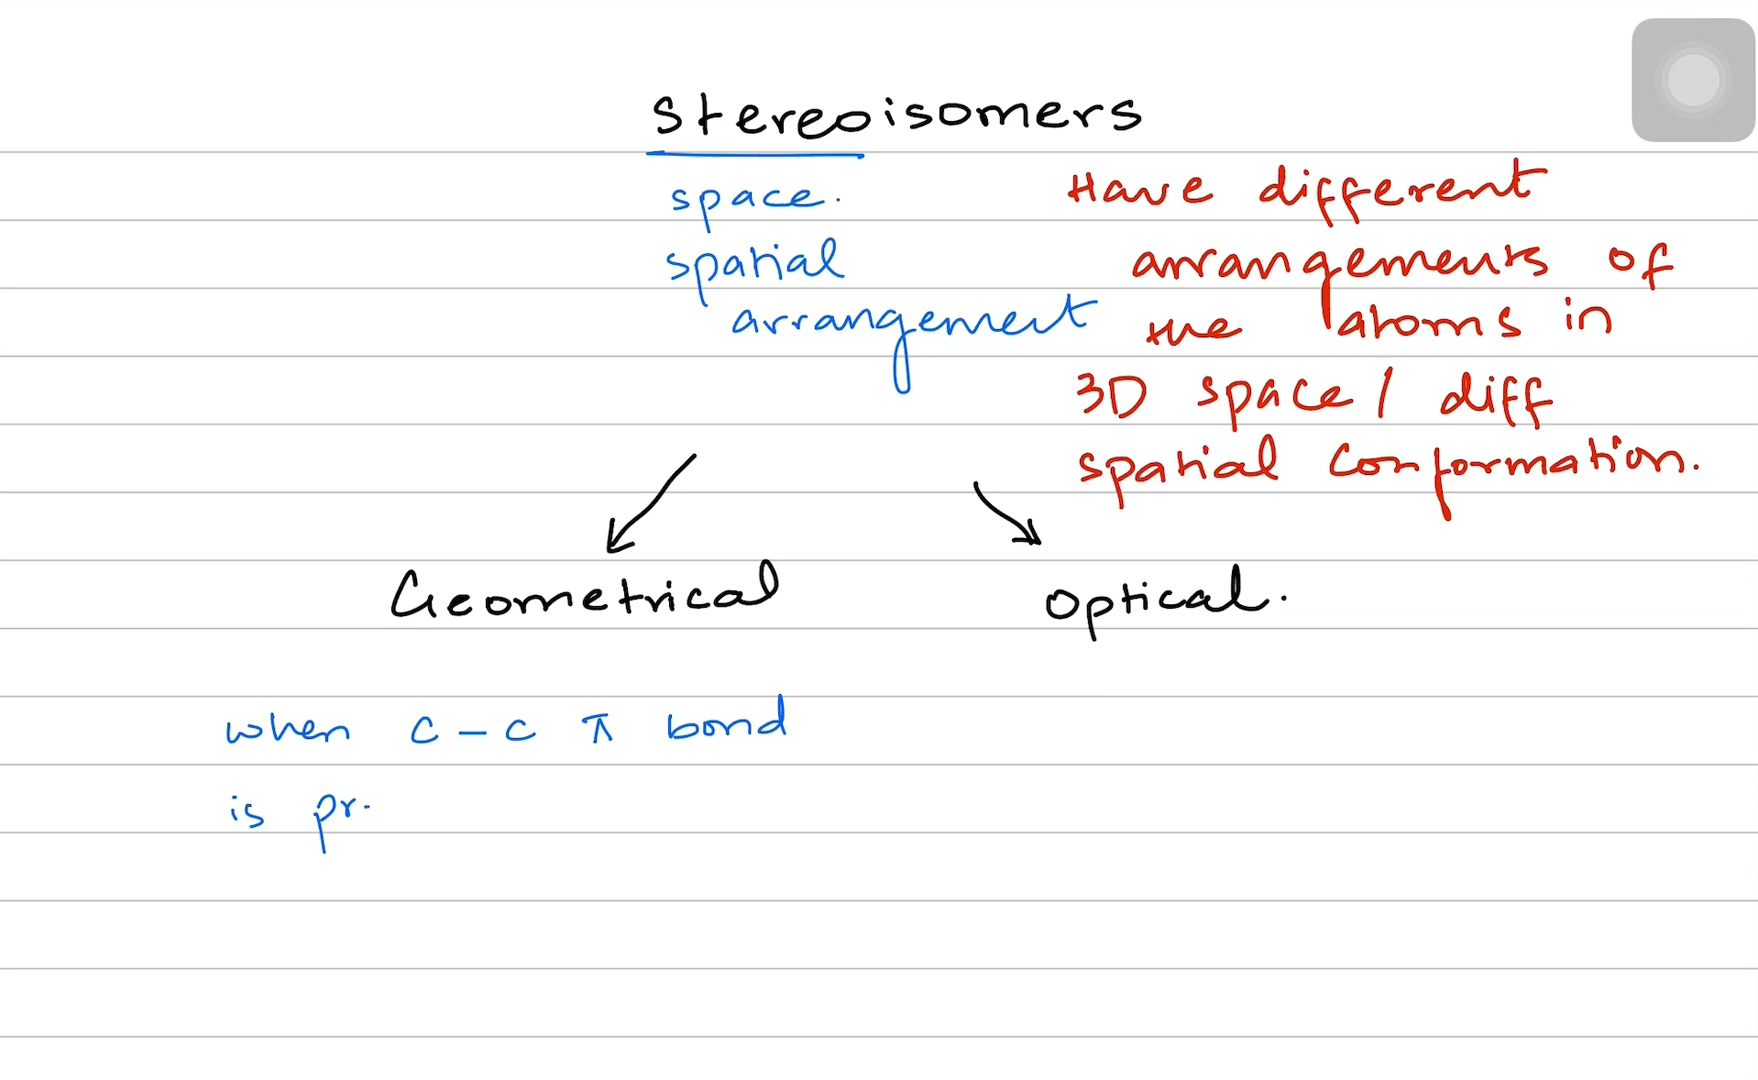 Stereoisomers
space.
spatial
arrangement
Have different
arrangements of
the atoms in
3D space / diff
spatial conformation.
Geometrical
optical.
when C - C π bond
is pr.